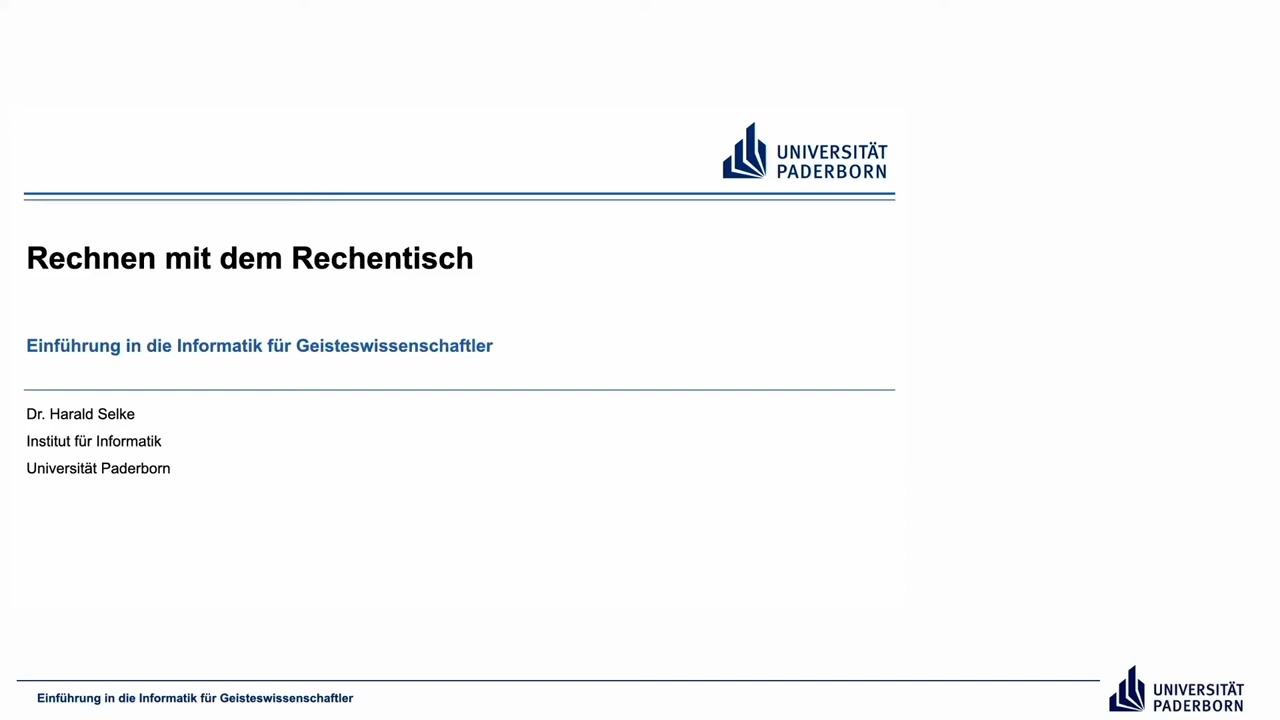 UNIVERSITÄT
PADERBORN
Rechnen mit dem Rechentisch
Einführung in die Informatik für Geisteswissenschaftler
Dr. Harald Selke
Institut für Informatik
Universität Paderborn
Einführung in die Informatik für Geisteswissenschaftler
UNIVERSITÄT
PADERBORN